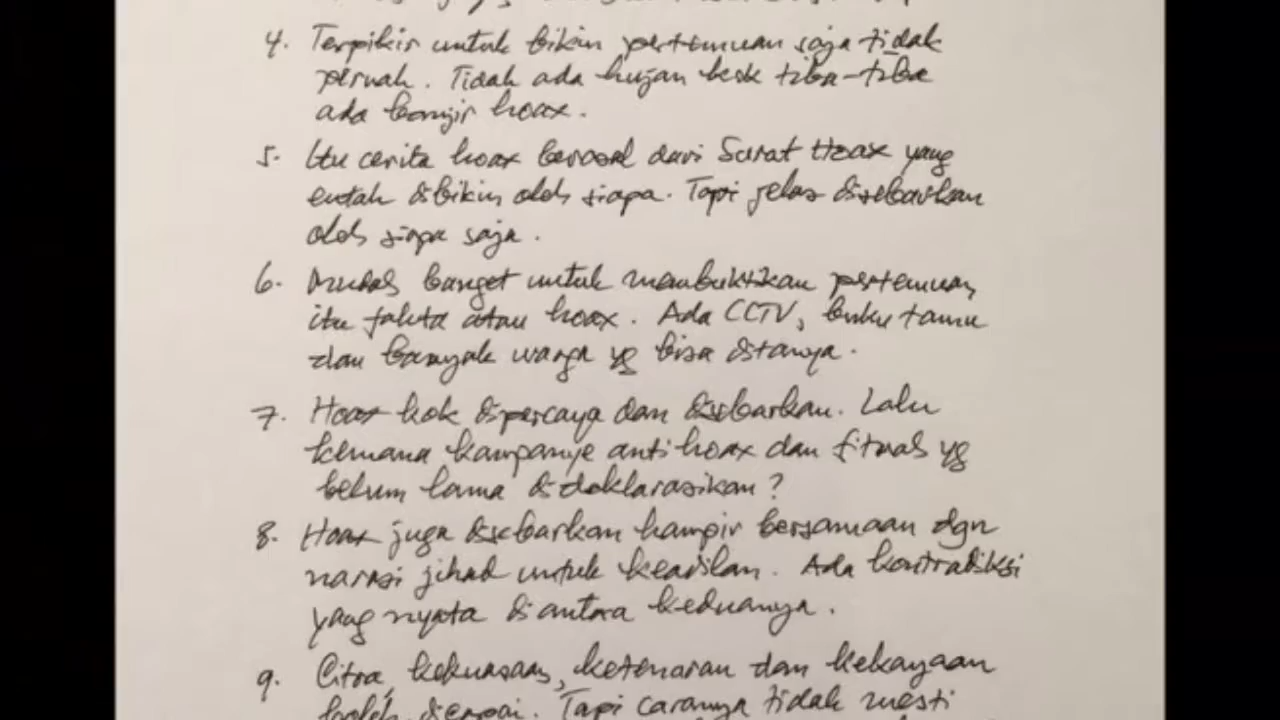 4. Terpikir untuk bikin pertemuan saja tidak
pernah. Tidak ada hujan besk tiba-tiba
ada banjir hoax.
5. Itu cerita hoax berasal dari Surat Hoax yang
entah dibikin oleh siapa. Tapi jelas disebarkan
oleh siapa saja.
6. Mudah banget untuk membuktikan pertemuan
itu fakta atau hoax. Ada CCTV, buku tamu
dan banyak warga yg bisa ditanya.
7. Hoax kok dipercaya dan disebarkan. Lalu
kemana kampanye anti hoax dan fitnah yg
belum lama dideklarasikan?
8. Hoax juga disebarkan hampir bersamaan dgn
narasi jihad untuk keadilan. Ada kontradiksi
yang nyata diantara keduanya.
9. Citra, kekuasaan, ketenaran dan kekayaan
boleh Tapi caranya tidak mesti